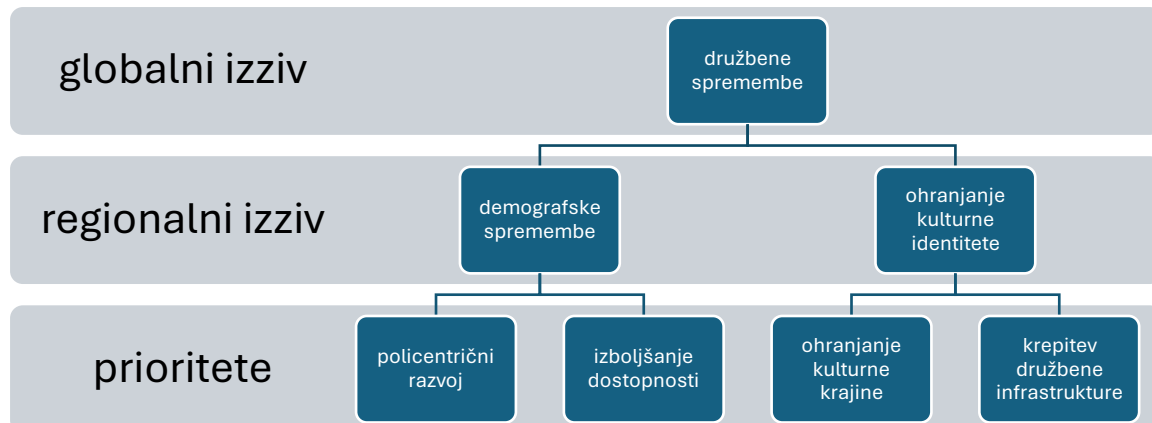 globalni izziv
družbene
spremembe
regionalni izziv
demografske
spremembe
ohranjanje
kulturne
identitete
prioritete
policentrični
razvoj
izboljšanje
dostopnosti
ohranjanje
kulturne
krajine
krepitev
družbene
infrastrukture